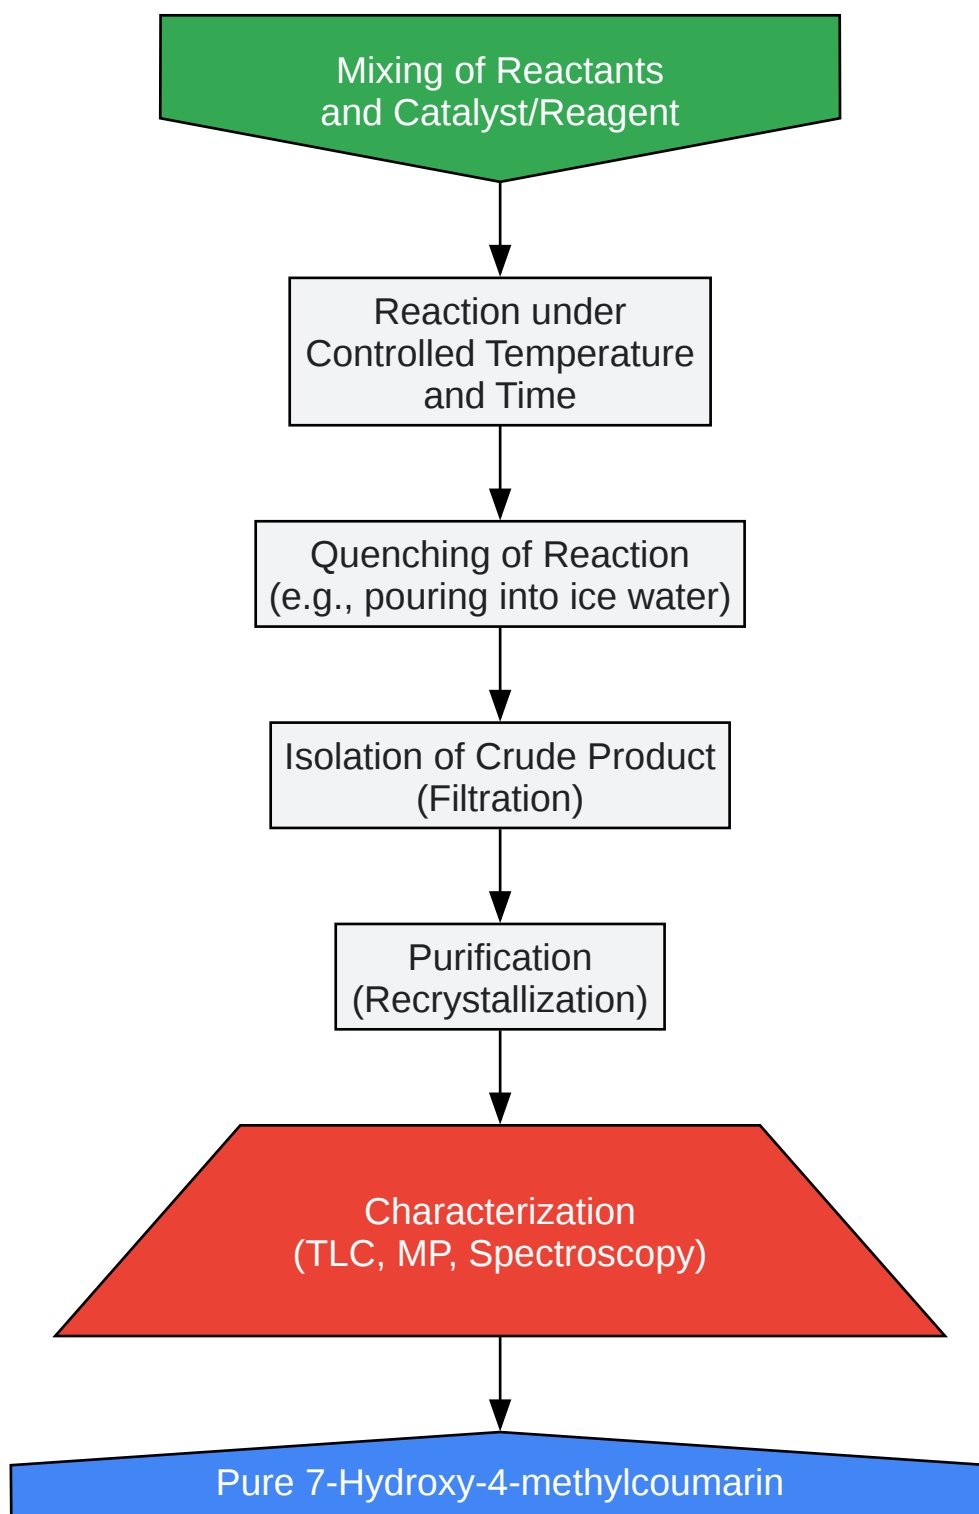 Mixing of Reactants
and Catalyst/Reagent
Reaction under
Controlled Temperature
and Time
Quenching of Reaction
(e.g., pouring into ice water)
Isolation of Crude Product
(Filtration)
Purification
(Recrystallization)
Characterization
(TLC, MP, Spectroscopy)
Pure 7-Hydroxy-4-methylcoumarin